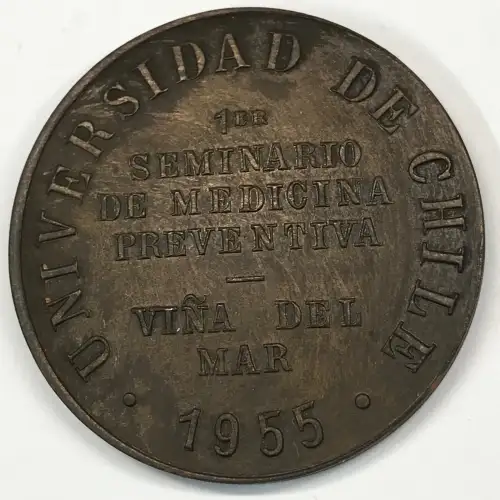 UNIVERSIDAD DE CHILE
1ER
SEMINARIO
DE MEDICINA
PREVENTIVA
—
VIÑA DEL
MAR
· 1955 ·